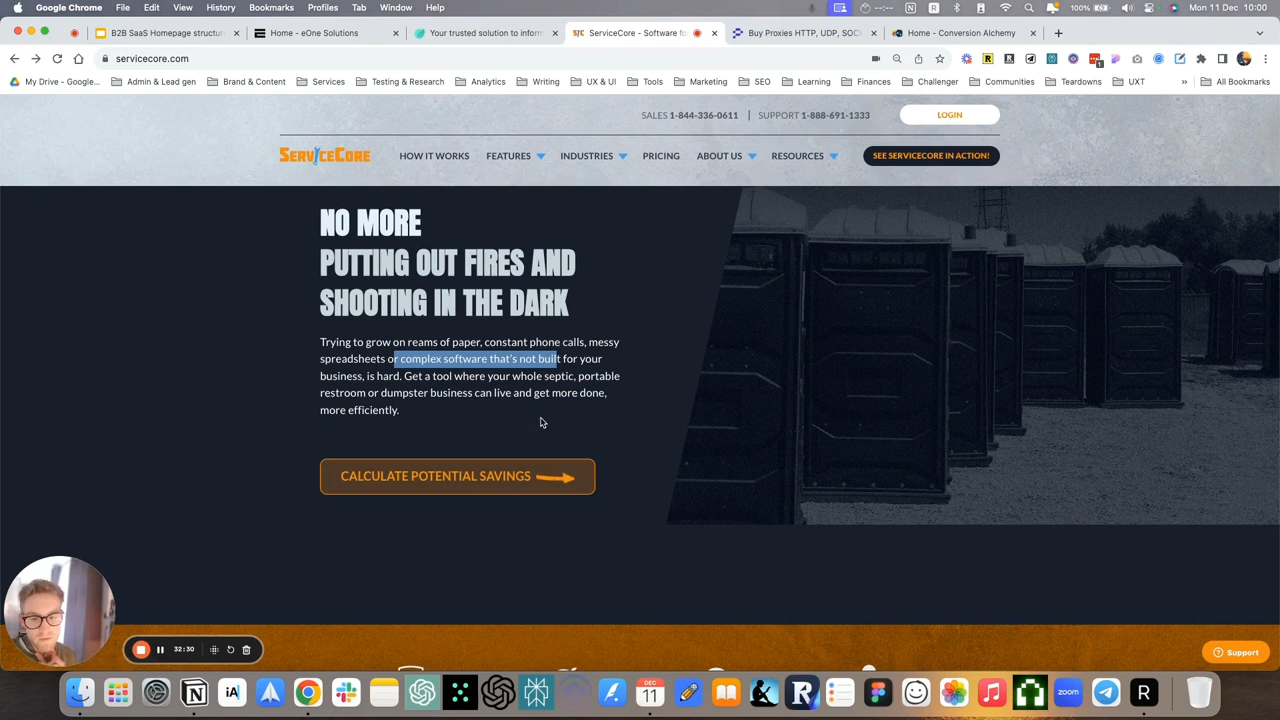 Google Chrome File Edit View History Bookmarks Profiles Tab Window Help 100% Mon 11 Dec 10:00
B2B SaaS Homepage structur Home - eOne Solutions Your trusted solution to inform ServiceCore - Software fo Buy Proxies HTTP, UDP, SOC Home - Conversion Alchemy
servicecore.com
My Drive - Google... Admin & Lead gen Brand & Content Services Testing & Research Analytics Writing UX & UI Tools Marketing SEO Learning Finances Challenger Communities Teardowns UXT » All Bookmarks
SALES 1-844-336-0611 | SUPPORT 1-888-691-1333 LOGIN
SERVICECORE HOW IT WORKS FEATURES INDUSTRIES PRICING ABOUT US RESOURCES SEE SERVICECORE IN ACTION!
NO MORE
PUTTING OUT FIRES AND
SHOOTING IN THE DARK
Trying to grow on reams of paper, constant phone calls, messy
spreadsheets or complex software that's not built for your
business, is hard. Get a tool where your whole septic, portable
restroom or dumpster business can live and get more done,
more efficiently.
CALCULATE POTENTIAL SAVINGS
32:30
Support
iA DEC 11 R zoom R